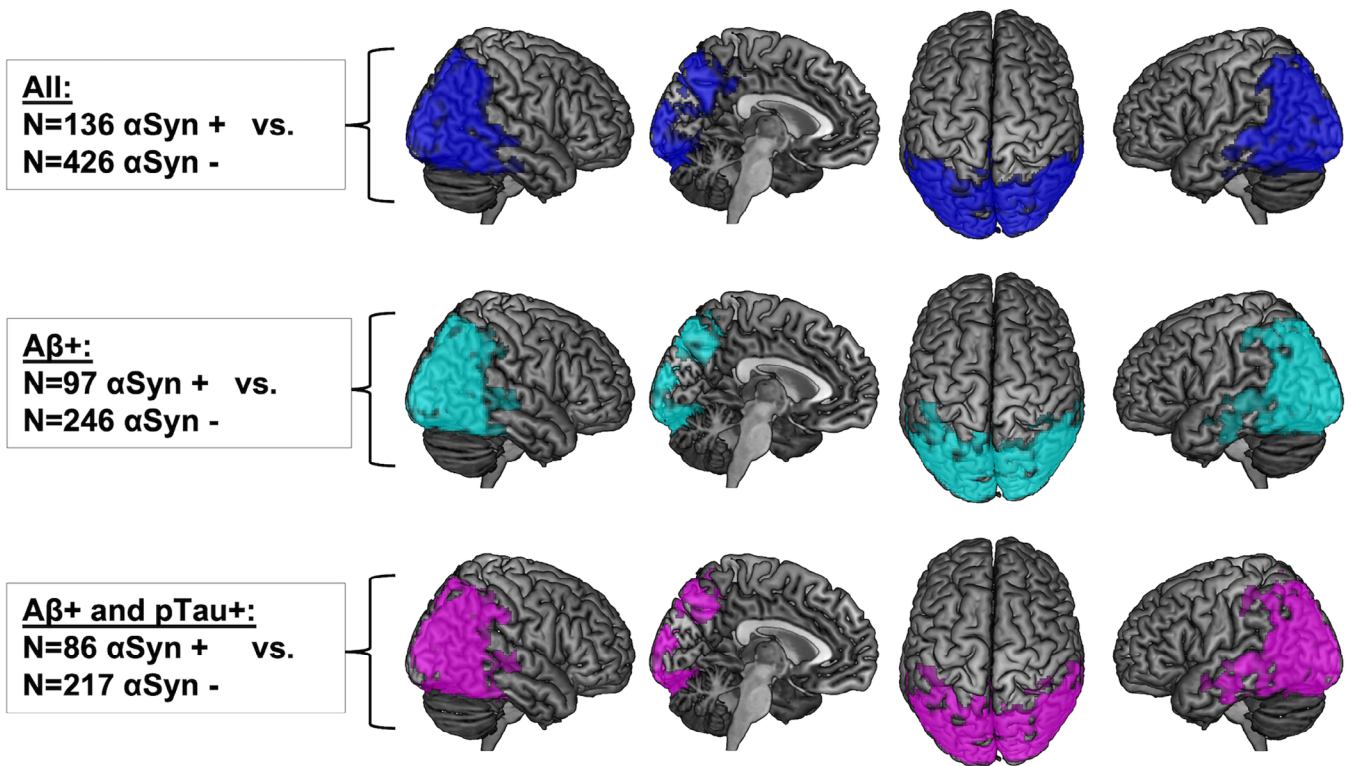 All:
N=136 αSyn + vs.
N=426 αSyn -
Aβ+:
N=97 αSyn + vs.
N=246 αSyn -
Aβ+ and pTau+:
N=86 αSyn + vs.
N=217 αSyn -